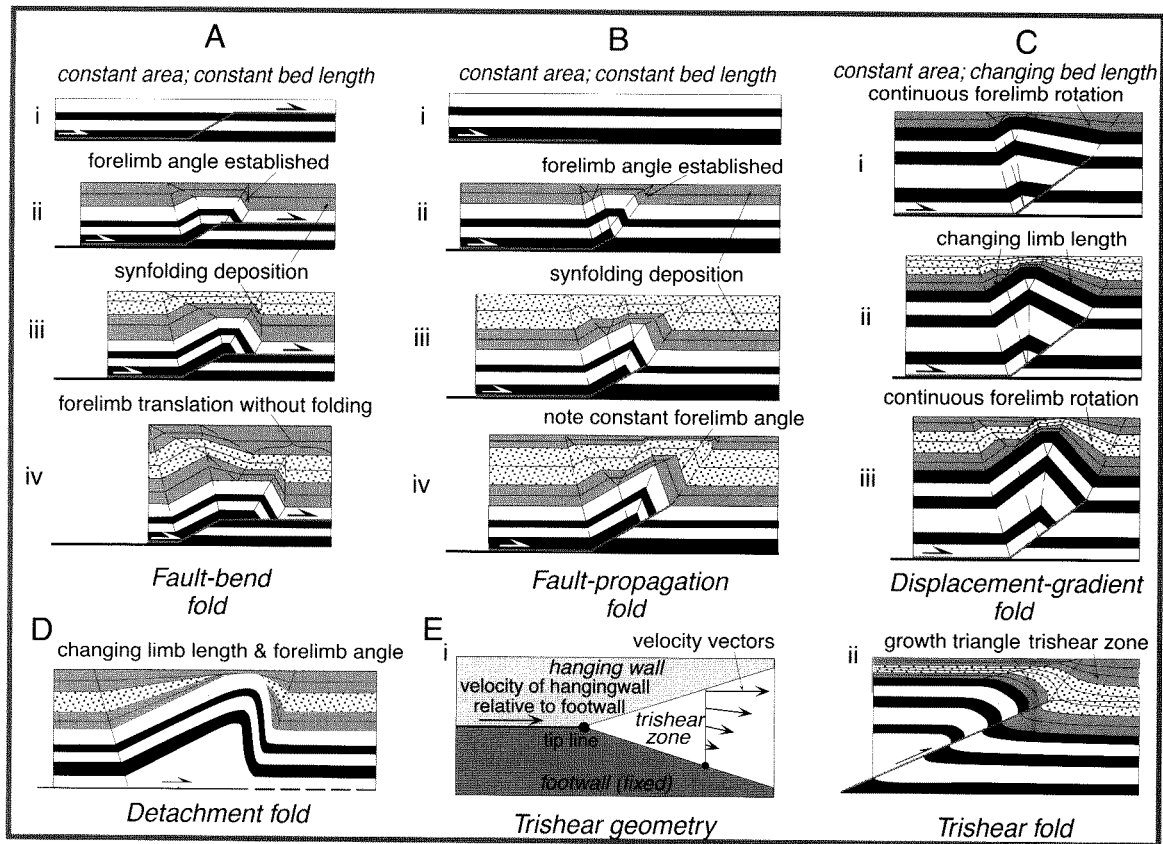 A
constant area; constant bed length
i
forelimb angle established
ii
synfolding deposition
iii
forelimb translation without folding
iv
Fault-bend
fold
B
constant area; constant bed length
i
forelimb angle established
ii
synfolding deposition
iii
note constant forelimb angle
iv
Fault-propagation
fold
C
constant area; changing bed length
continuous forelimb rotation
i
changing limb length
ii
continuous forelimb rotation
iii
Displacement-gradient
fold
D
changing limb length & forelimb angle
Detachment fold
E
i
velocity vectors
hanging wall
velocity of hangingwall
relative to footwall
tip line
trishear
zone
footwall (fixed)
Trishear geometry
ii
growth triangle trishear zone
Trishear fold